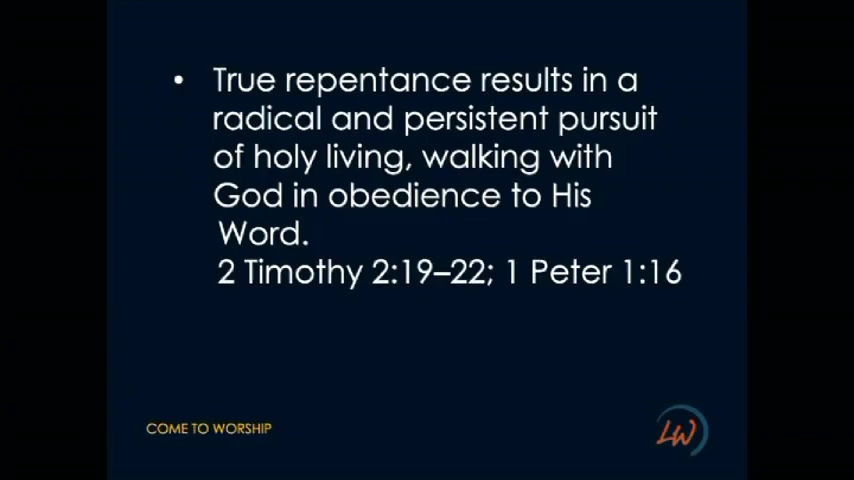 • True repentance results in a
radical and persistent pursuit
of holy living, walking with
God in obedience to His
Word.
2 Timothy 2:19–22; 1 Peter 1:16
COME TO WORSHIP
LW